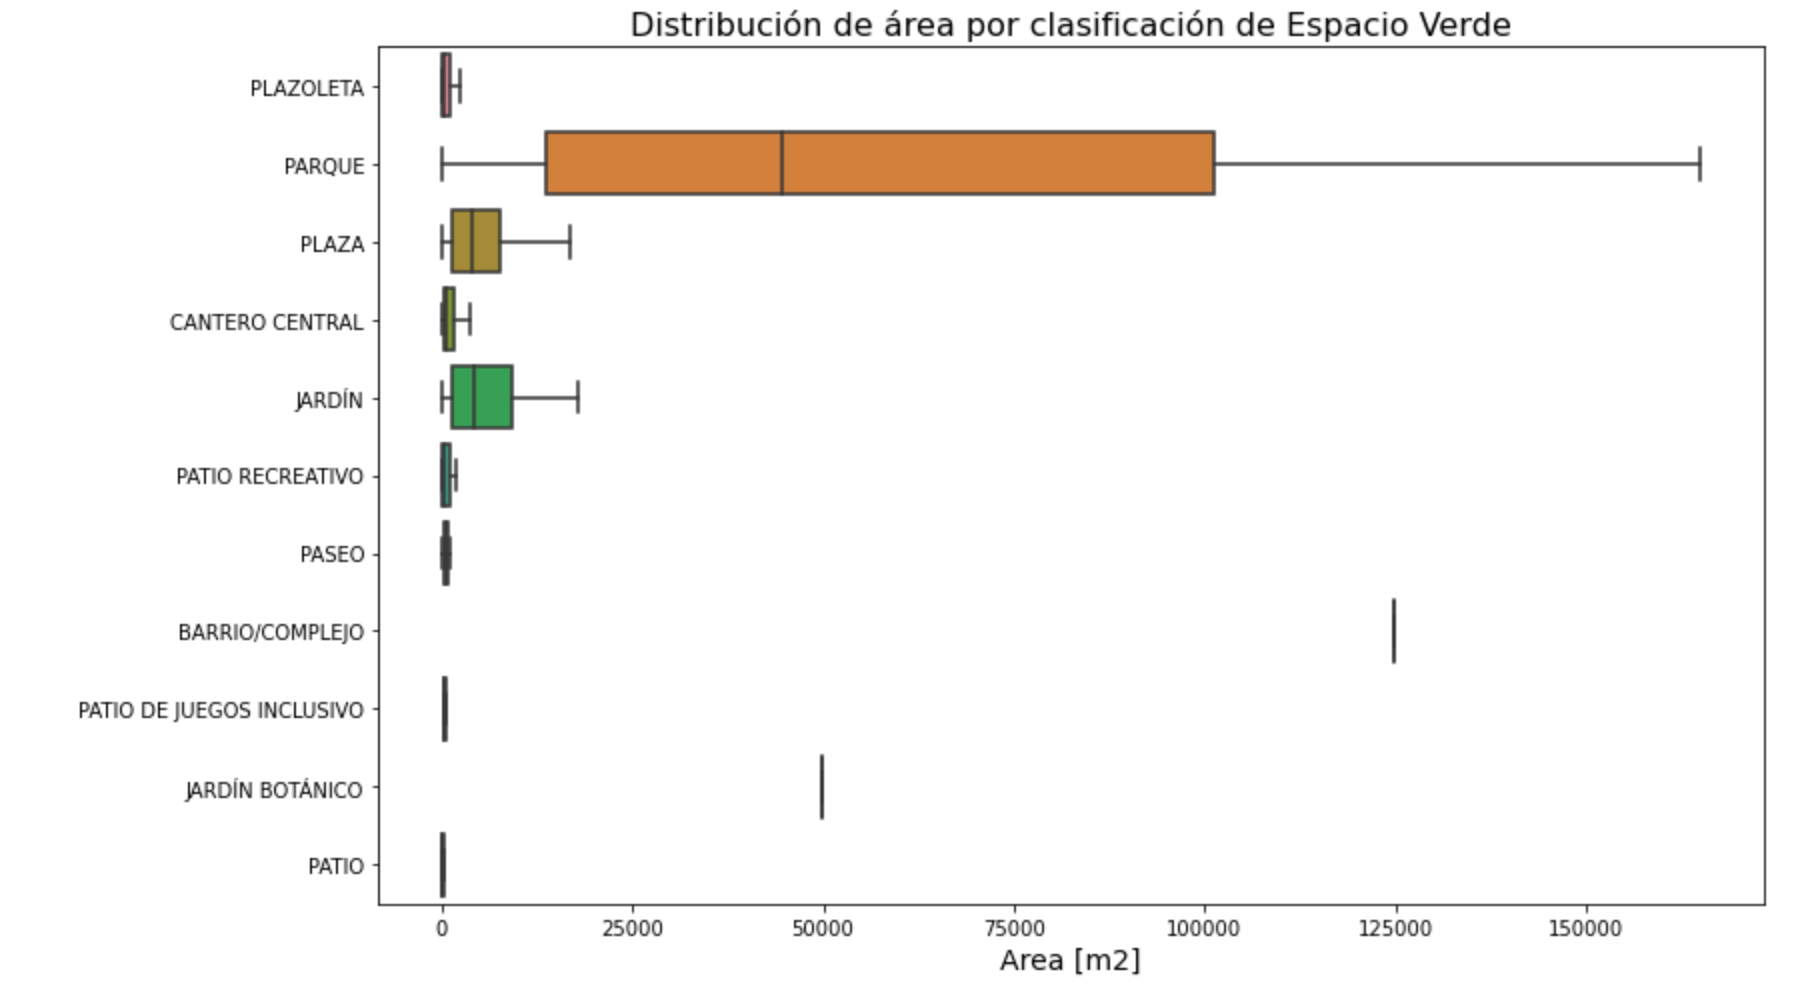 Distribución de área por clasificación de Espacio Verde
PLAZOLETA
PARQUE
PLAZA
CANTERO CENTRAL
JARDÍN
PATIO RECREATIVO
PASEO
BARRIO/COMPLEJO
PATIO DE JUEGOS INCLUSIVO
JARDÍN BOTÁNICO
PATIO
0 25000 50000 75000 100000 125000 150000
Area [m2]